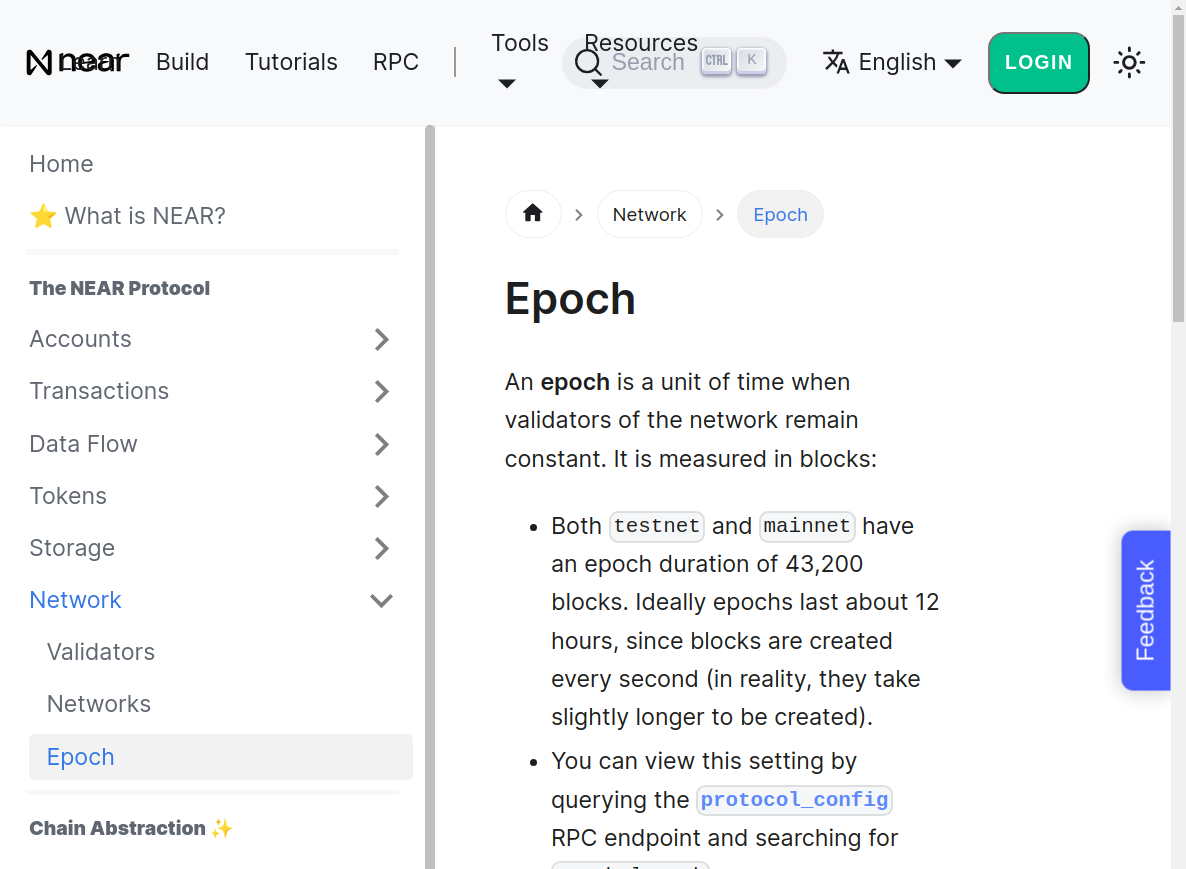 near
Learn
Build
Tutorials
RPC
Tools
Resources
Search
CTRL
K
English
LOGIN
Home
⭐ What is NEAR?
The NEAR Protocol
Accounts
Transactions
Data Flow
Tokens
Storage
Network
Validators
Networks
Epoch
Chain Abstraction ✨
Network
Epoch
Epoch
An epoch is a unit of time when
validators of the network remain
constant. It is measured in blocks:
Both testnet and mainnet have
an epoch duration of 43,200
blocks. Ideally epochs last about 12
hours, since blocks are created
every second (in reality, they take
slightly longer to be created).
You can view this setting by
querying the protocol_config
RPC endpoint and searching for
Feedback